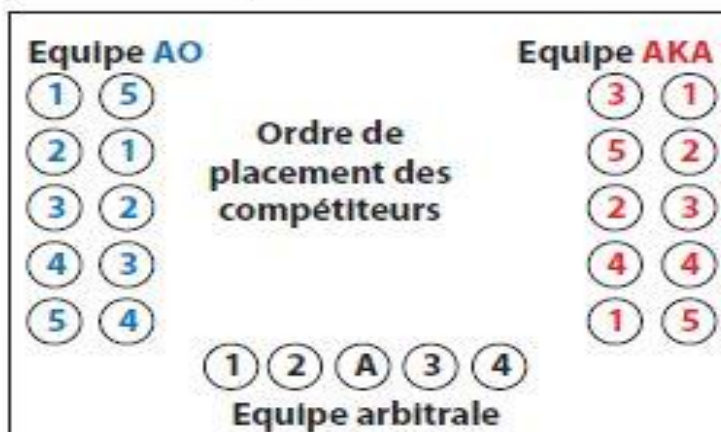 Equipe AO Equipe AKA
1 5 3 1
2 1 5 2
3 2 2 3
4 3 4 4
5 4 1 5
Ordre de
placement des
compétiteurs
1 2 A 3 4
Equipe arbitrale